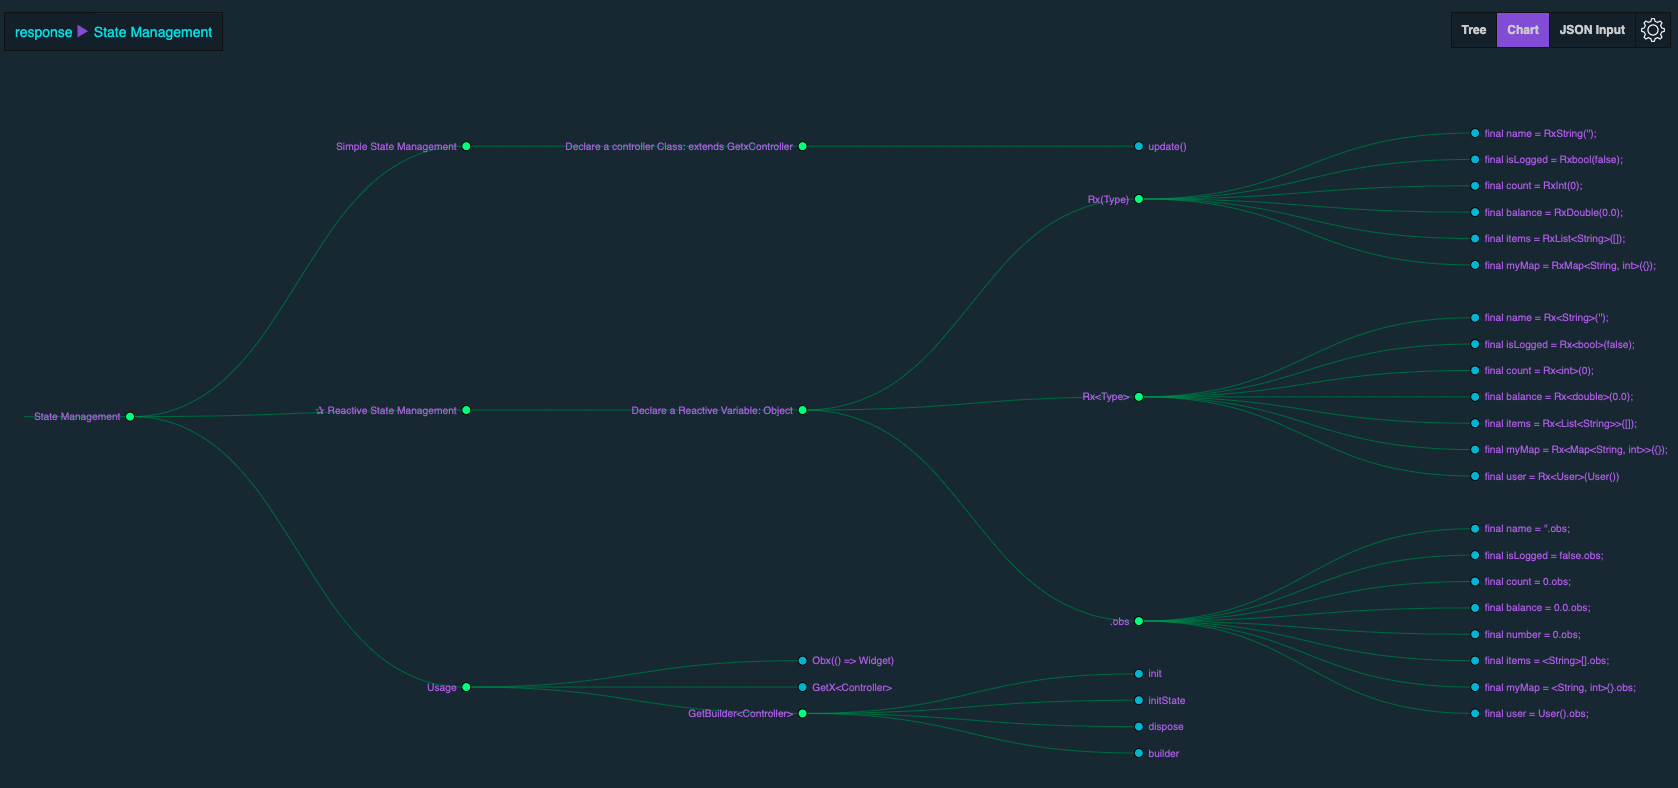 response ▶ State Management
Tree
Chart
JSON Input
State Management
Simple State Management
Declare a controller Class: extends GetxController
update()
✰ Reactive State Management
Declare a Reactive Variable: Object
Rx(Type)
final name = RxString('');
final isLogged = Rxbool(false);
final count = RxInt(0);
final balance = RxDouble(0.0);
final items = RxList<String>([]);
final myMap = RxMap<String, int>({});
Rx<Type>
final name = Rx<String>('');
final isLogged = Rx<bool>(false);
final count = Rx<int>(0);
final balance = Rx<double>(0.0);
final items = Rx<List<String>>([]);
final myMap = Rx<Map<String, int>>({});
final user = Rx<User>(User())
.obs
final name = ''.obs;
final isLogged = false.obs;
final count = 0.obs;
final balance = 0.0.obs;
final number = 0.obs;
final items = <String>[].obs;
final myMap = <String, int>{}.obs;
final user = User().obs;
Usage
Obx(() => Widget)
GetX<Controller>
GetBuilder<Controller>
init
initState
dispose
builder